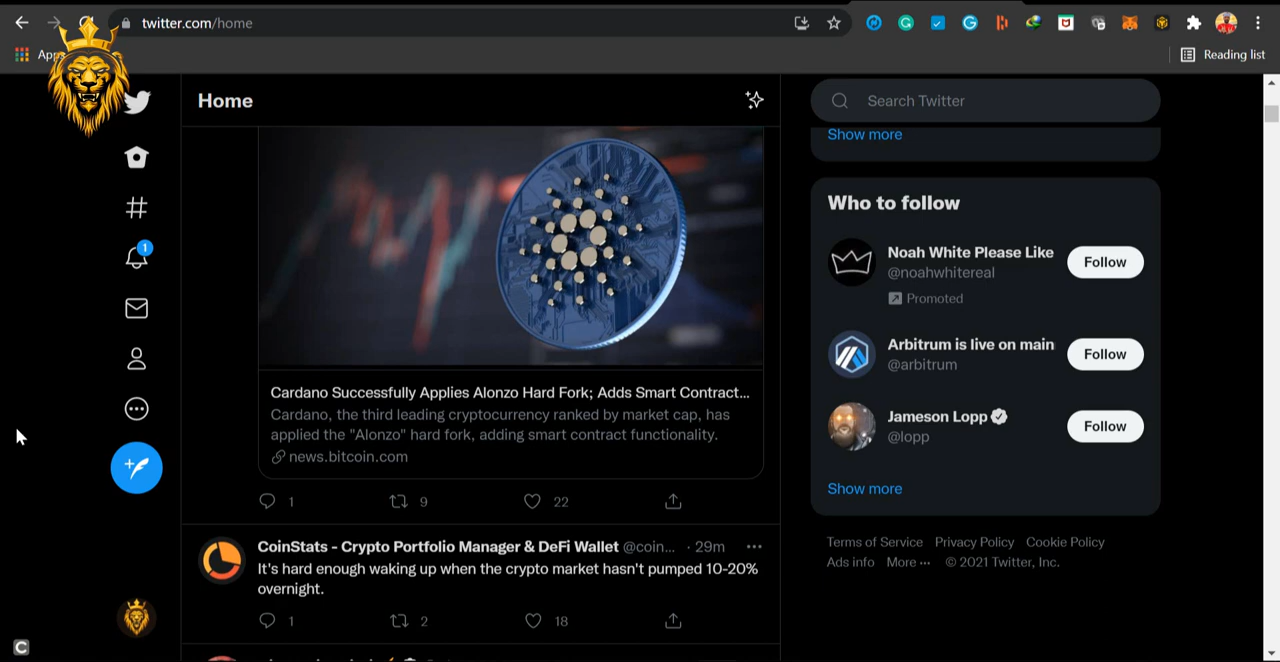 twitter.com/home
Apps
Reading list
Home
Search Twitter
Show more
Cardano Successfully Applies Alonzo Hard Fork; Adds Smart Contract...
Cardano, the third leading cryptocurrency ranked by market cap, has
applied the "Alonzo" hard fork, adding smart contract functionality.
news.bitcoin.com
1 9 22
CoinStats - Crypto Portfolio Manager & DeFi Wallet @coin... · 29m
It's hard enough waking up when the crypto market hasn't pumped 10-20%
overnight.
1 2 18
1
Who to follow
Noah White Please Like
@noahwhitereal
Promoted
Follow
Arbitrum is live on main
@arbitrum
Follow
Jameson Lopp
@lopp
Follow
Show more
Terms of Service Privacy Policy Cookie Policy
Ads info More ··· © 2021 Twitter, Inc.
C